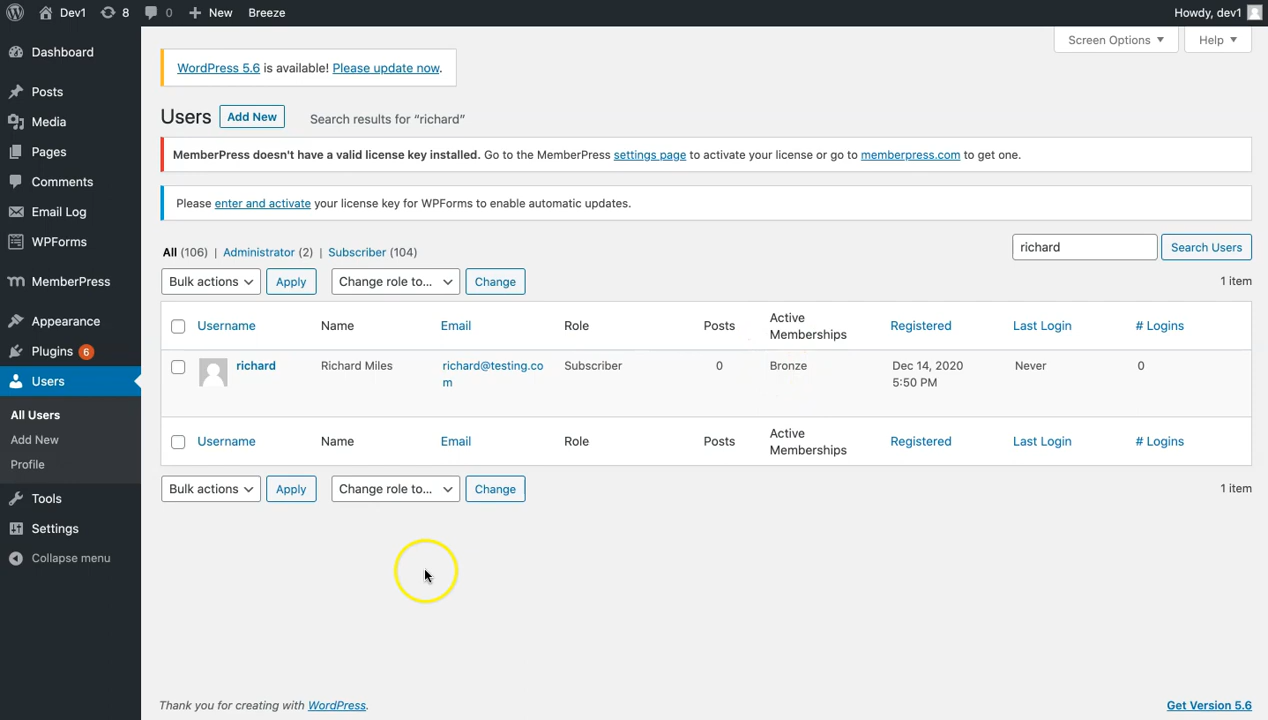 Dev1 8 0 New Breeze Howdy, dev1
Screen Options Help
Dashboard
Posts
Media
Pages
Comments
Email Log
WPForms
MemberPress
Appearance
Plugins 6
Users
All Users
Add New
Profile
Tools
Settings
Collapse menu
WordPress 5.6 is available! Please update now.
Users Add New Search results for “richard”
MemberPress doesn't have a valid license key installed. Go to the MemberPress settings page to activate your license or go to memberpress.com to get one.
Please enter and activate your license key for WPForms to enable automatic updates.
All (106) | Administrator (2) | Subscriber (104)
richard Search Users
Bulk actions Apply Change role to... Change 1 item
Username Name Email Role Posts Active Memberships Registered Last Login # Logins
richard Richard Miles richard@testing.com Subscriber 0 Bronze Dec 14, 2020 5:50 PM Never 0
Username Name Email Role Posts Active Memberships Registered Last Login # Logins
Bulk actions Apply Change role to... Change 1 item
Thank you for creating with WordPress. Get Version 5.6